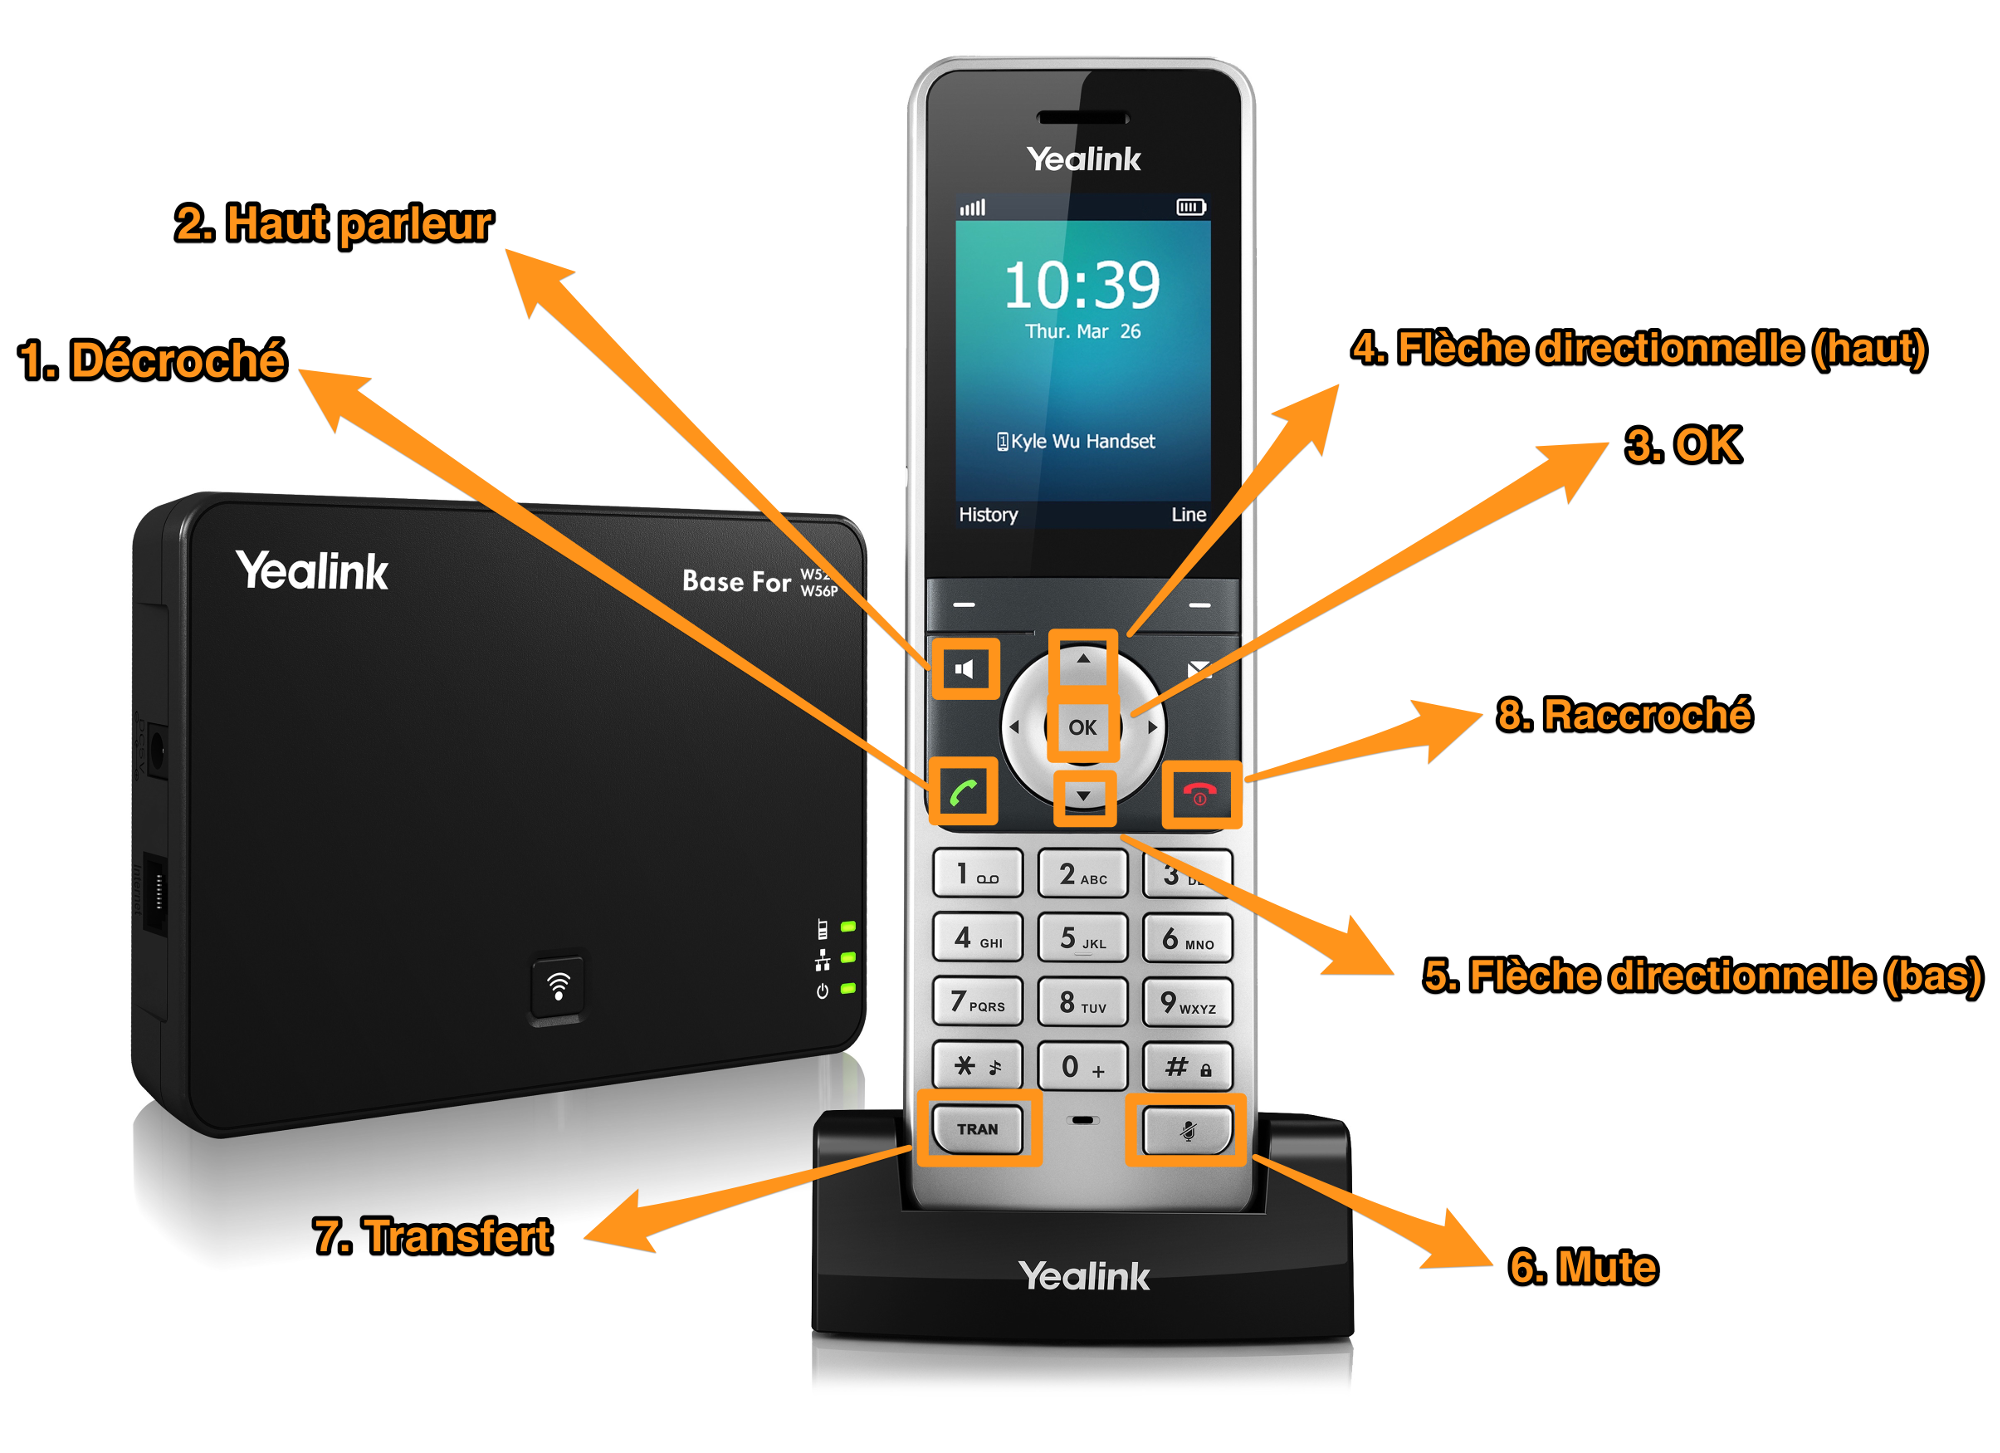 Yealink
10:39
Thur. Mar 26
Kyle Wu Handset
History Line
2. Haut parleur
1. Décroché
4. Flèche directionnelle (haut)
3. OK
8. Raccroché
5. Flèche directionnelle (bas)
7. Transfert
6. Mute
Yealink
Base For
W56P
OK
1
2 ABC
3
4 GHI
5 JKL
6 MNO
7 PQRS
8 TUV
9 WXYZ
*
0 +
#
TRAN
Yealink